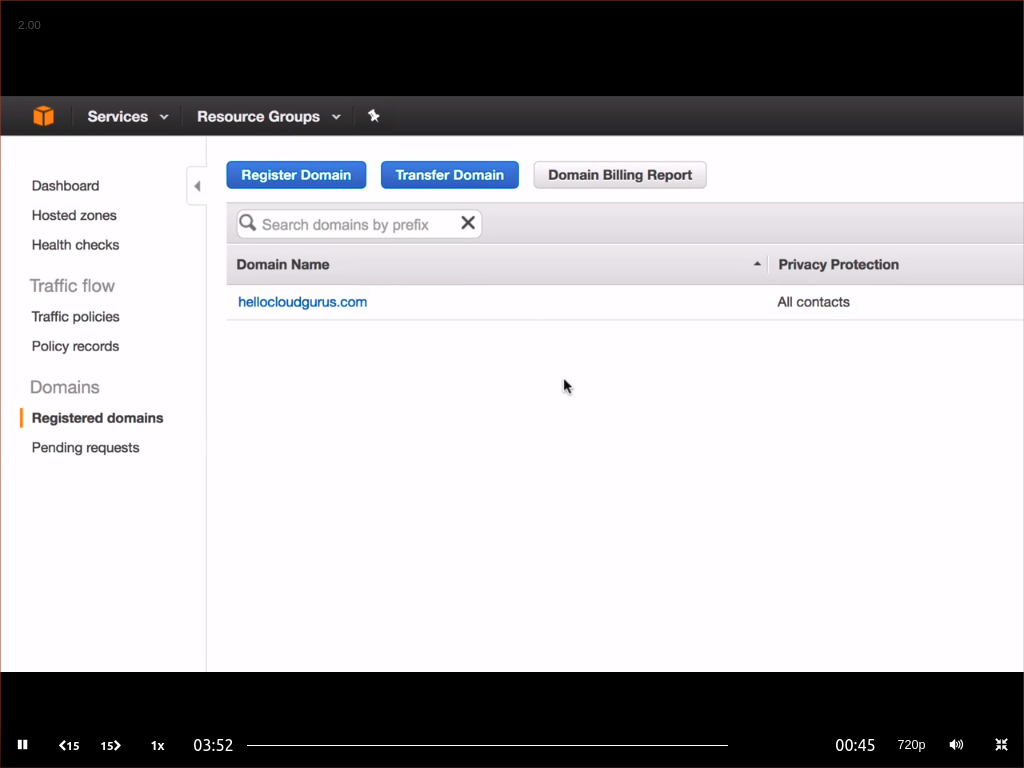 2.00
Services Resource Groups
Register Domain Transfer Domain Domain Billing Report
Search domains by prefix
Domain Name Privacy Protection
hellocloudgurus.com All contacts
Dashboard
Hosted zones
Health checks
Traffic flow
Traffic policies
Policy records
Domains
Registered domains
Pending requests
15 15 1x 03:52 00:45 720p